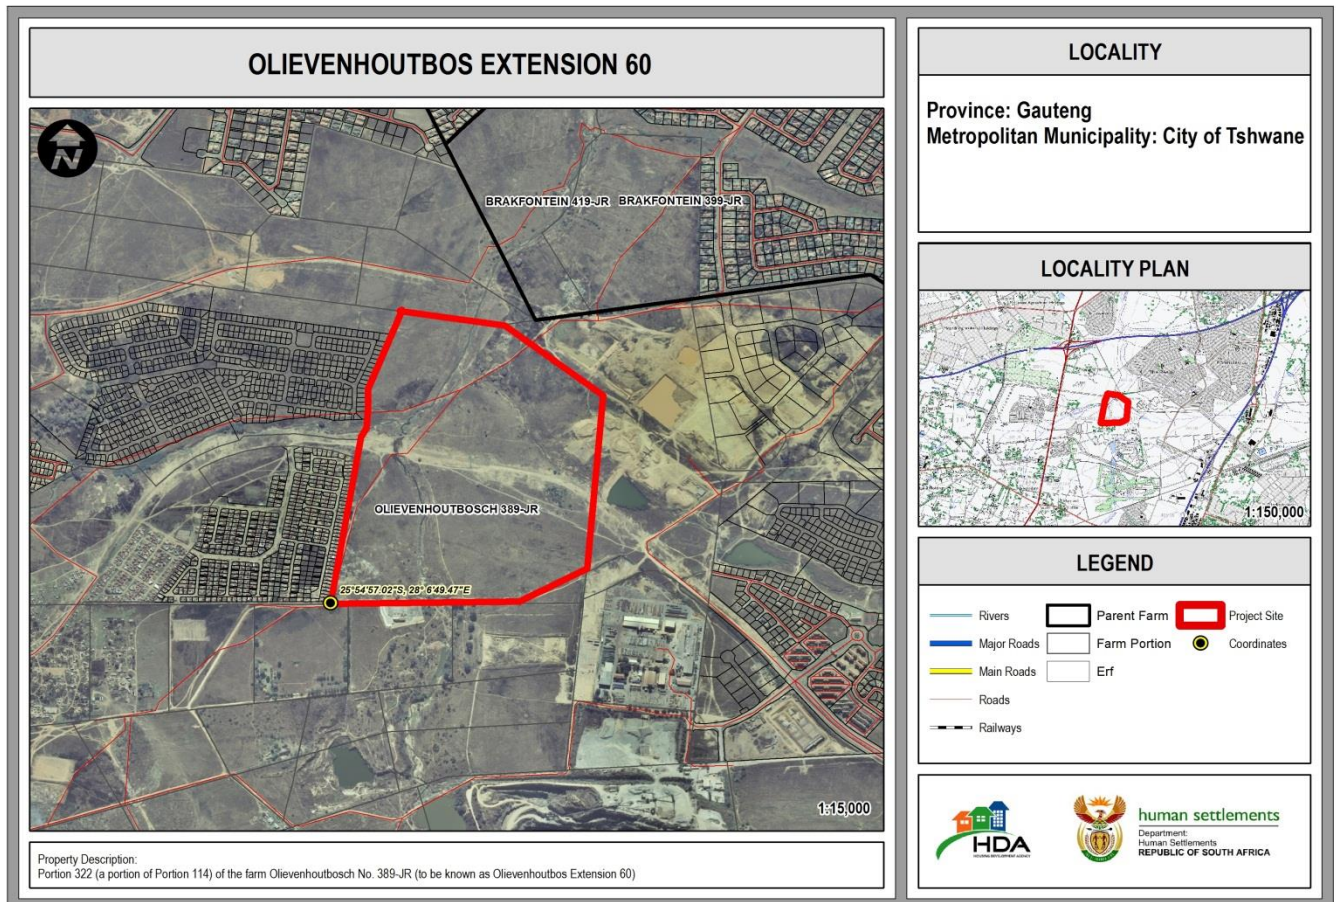 OLIEVENHOUTBOS EXTENSION 60
N
BRAKFONTEIN 419-JR
BRAKFONTEIN 399-JR
OLIEVENHOUTBOSCH 389-JR
25°54'57.02"S, 28° 6'49.47"E
1:15,000
Property Description:
Portion 322 (a portion of Portion 114) of the farm Olievenhoutbosch No. 389-JR (to be known as Olievenhoutbos Extension 60)
LOCALITY
Province: Gauteng
Metropolitan Municipality: City of Tshwane
LOCALITY PLAN
1:150,000
LEGEND
Rivers
Major Roads
Main Roads
Roads
Railways
Parent Farm
Farm Portion
Erf
Project Site
Coordinates
HDA
HOUSING DEVELOPMENT AGENCY
human settlements
Department:
Human Settlements
REPUBLIC OF SOUTH AFRICA